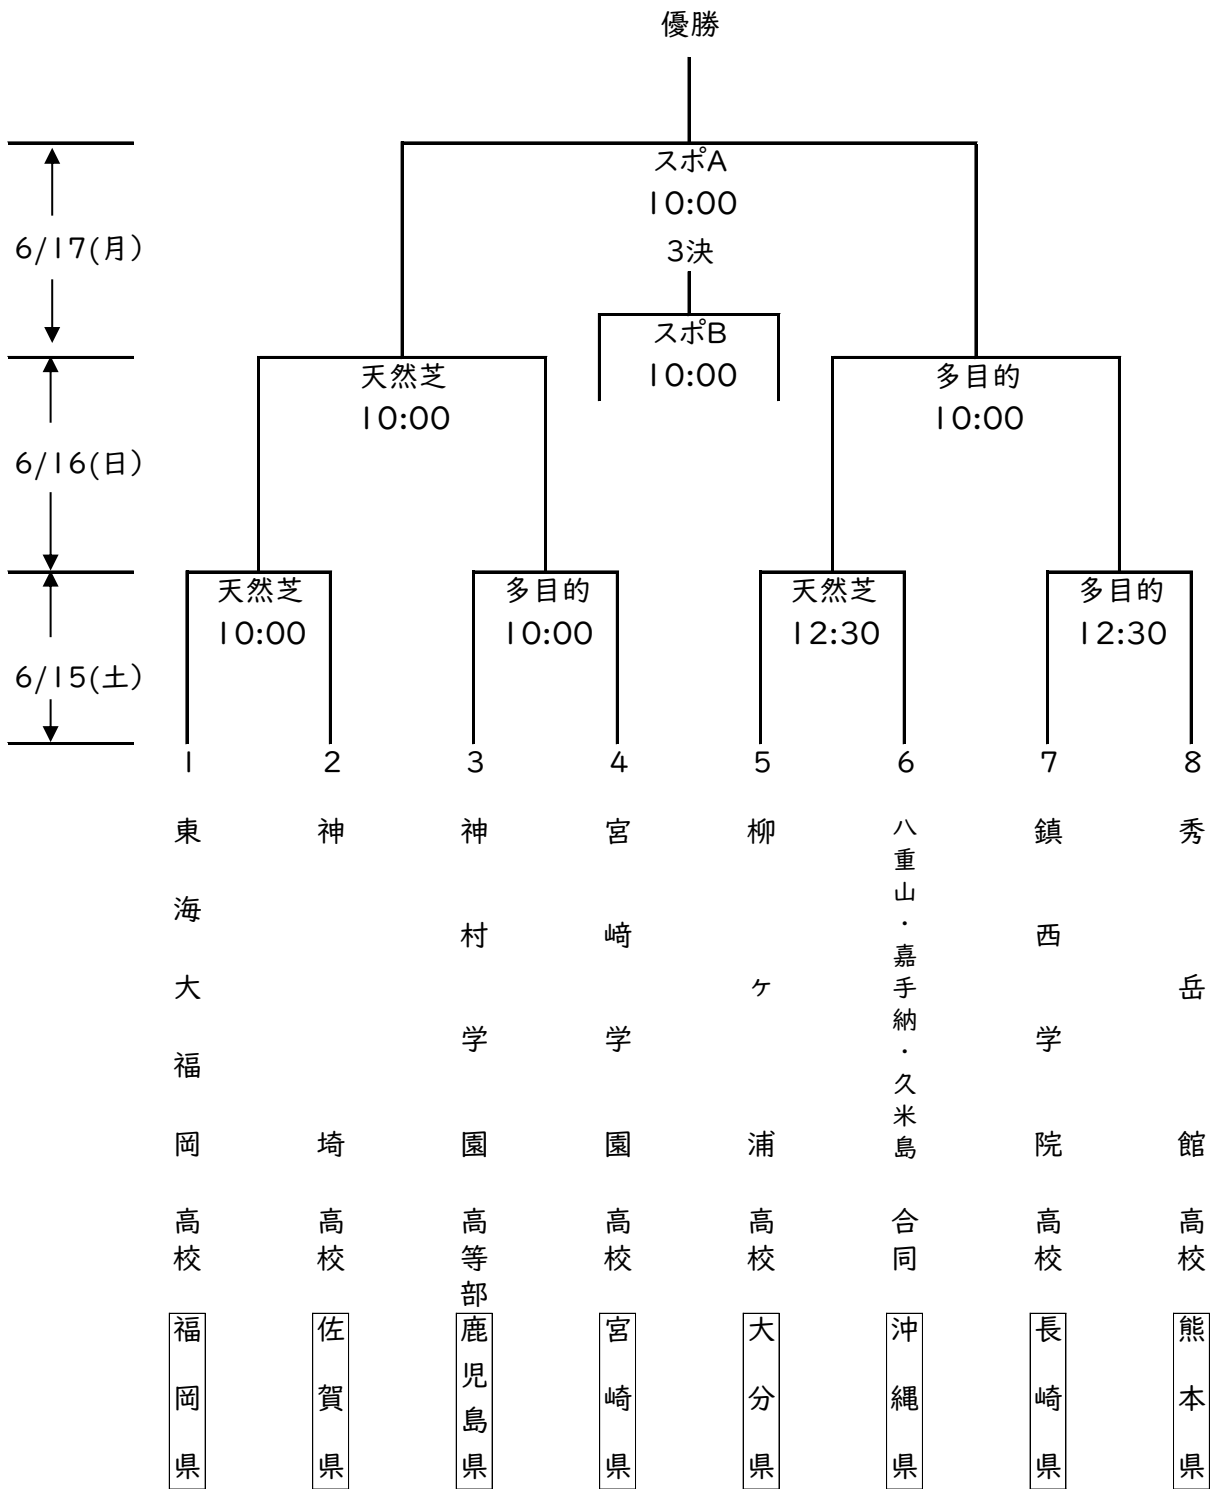 優勝
スポA
10:00
6/17(月)
3決
スポB
10:00
天然芝
10:00
多目的
10:00
6/16(日)
天然芝
10:00
多目的
10:00
天然芝
12:30
多目的
12:30
6/15(土)
1
2
3
4
5
6
7
8
東海大福岡高校
神埼高校
神村学園高等部
宮﨑学園高校
柳ヶ浦高校
八重山・嘉手納・久米島合同
鎮西学院高校
秀岳館高校
福岡県
佐賀県
鹿児島県
宮崎県
大分県
沖縄県
長崎県
熊本県